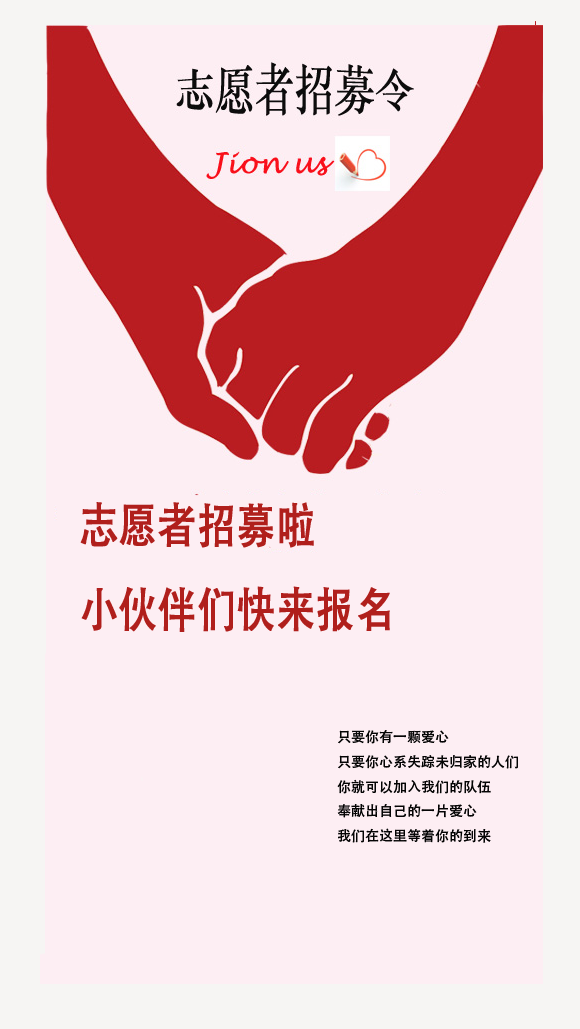 志愿者招募令
Jion us
志愿者招募啦
小伙伴们快来报名
只要你有一颗爱心
只要你心系失踪未归家的人们
你就可以加入我们的队伍
奉献出自己的一片爱心
我们在这里等着你的到来